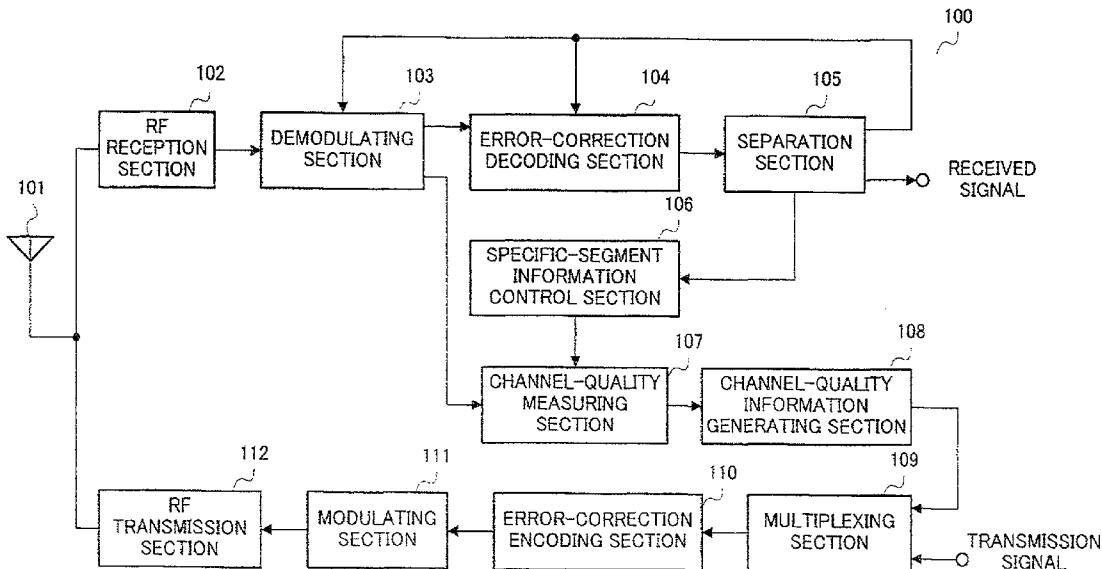 100
102
103
104
105
RF
RECEPTION
SECTION
DEMODULATING
SECTION
ERROR-CORRECTION
DECODING SECTION
SEPARATION
SECTION
RECEIVED
SIGNAL
101
106
SPECIFIC-SEGMENT
INFORMATION
CONTROL SECTION
107
108
CHANNEL-QUALITY
MEASURING
SECTION
CHANNEL-QUALITY
INFORMATION
GENERATING SECTION
112
111
110
109
RF
TRANSMISSION
SECTION
MODULATING
SECTION
ERROR-CORRECTION
ENCODING SECTION
MULTIPLEXING
SECTION
TRANSMISSION
SIGNAL